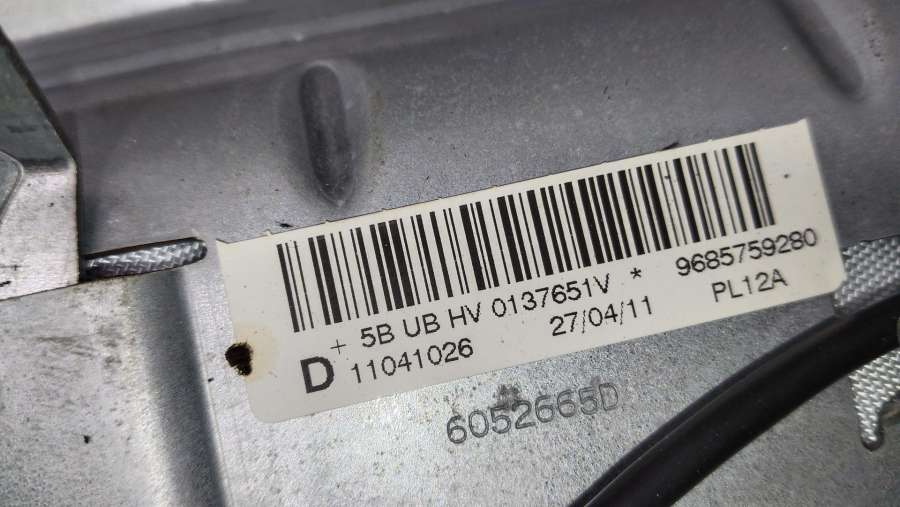 + 5B UB HV 0137651V * 9685759280
D 11041026 27/04/11 PL12A
6052665D